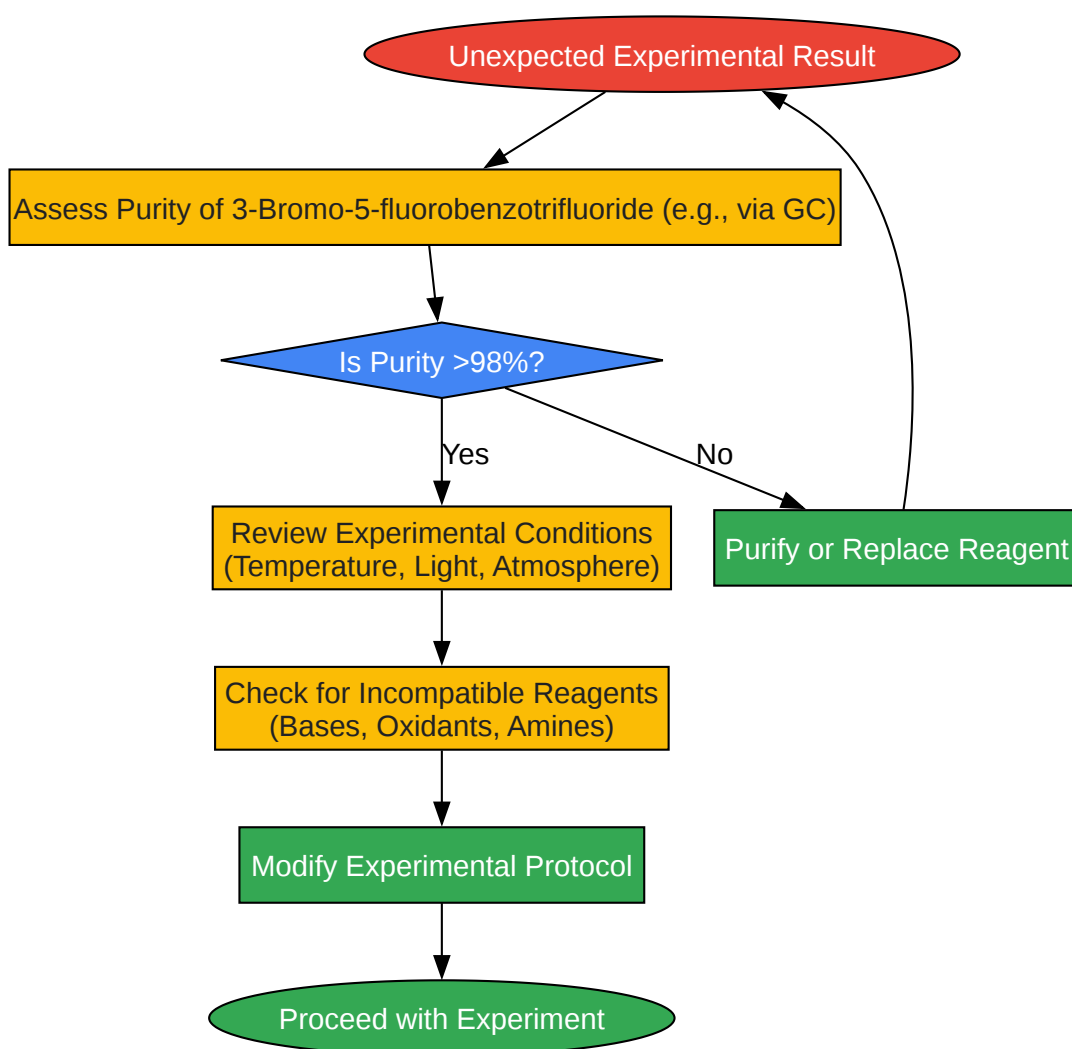 Unexpected Experimental Result
Assess Purity of 3-Bromo-5-fluorobenzotrifluoride (e.g., via GC)
Is Purity >98%?
Yes
No
Review Experimental Conditions
(Temperature, Light, Atmosphere)
Purify or Replace Reagent
Check for Incompatible Reagents
(Bases, Oxidants, Amines)
Modify Experimental Protocol
Proceed with Experiment